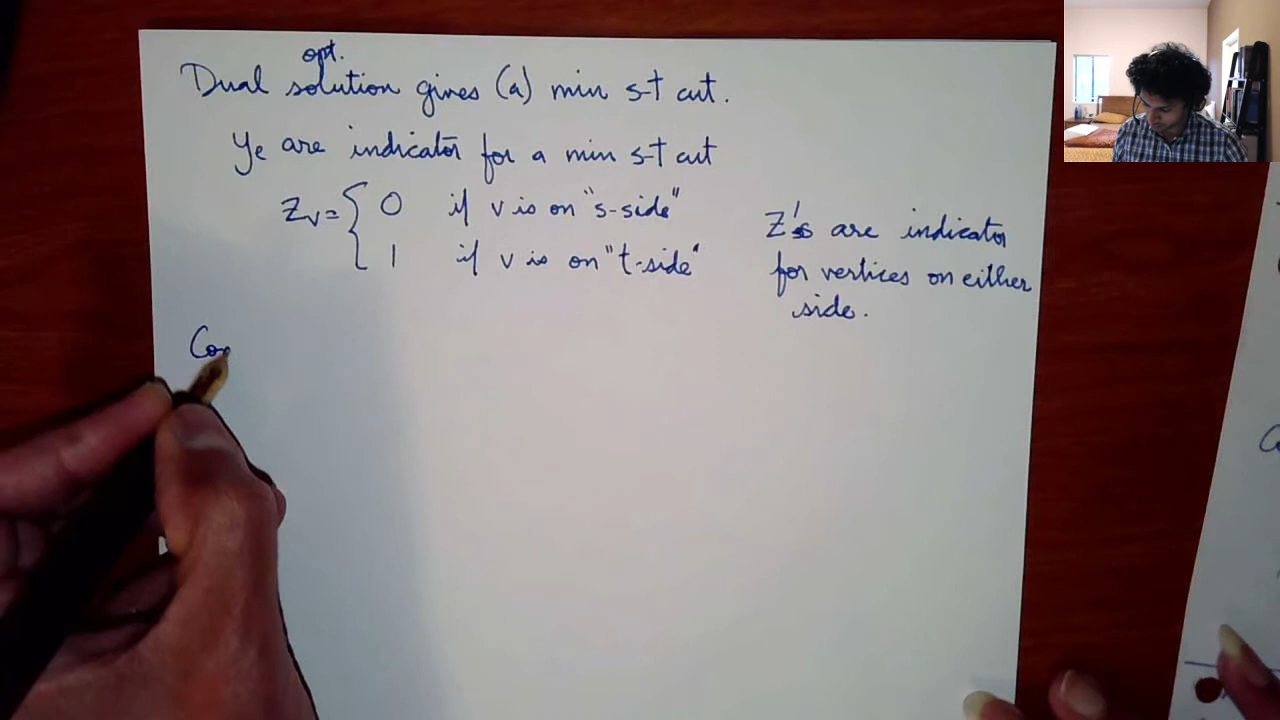 opt.
Dual solution gives (a) min s-t cut.
Ye are indicator for a min s-t cut
Zv = { 0 if v is on "s-side"
1 if v is on "t-side"
Z's are indicator
for vertices on either
side.
Con